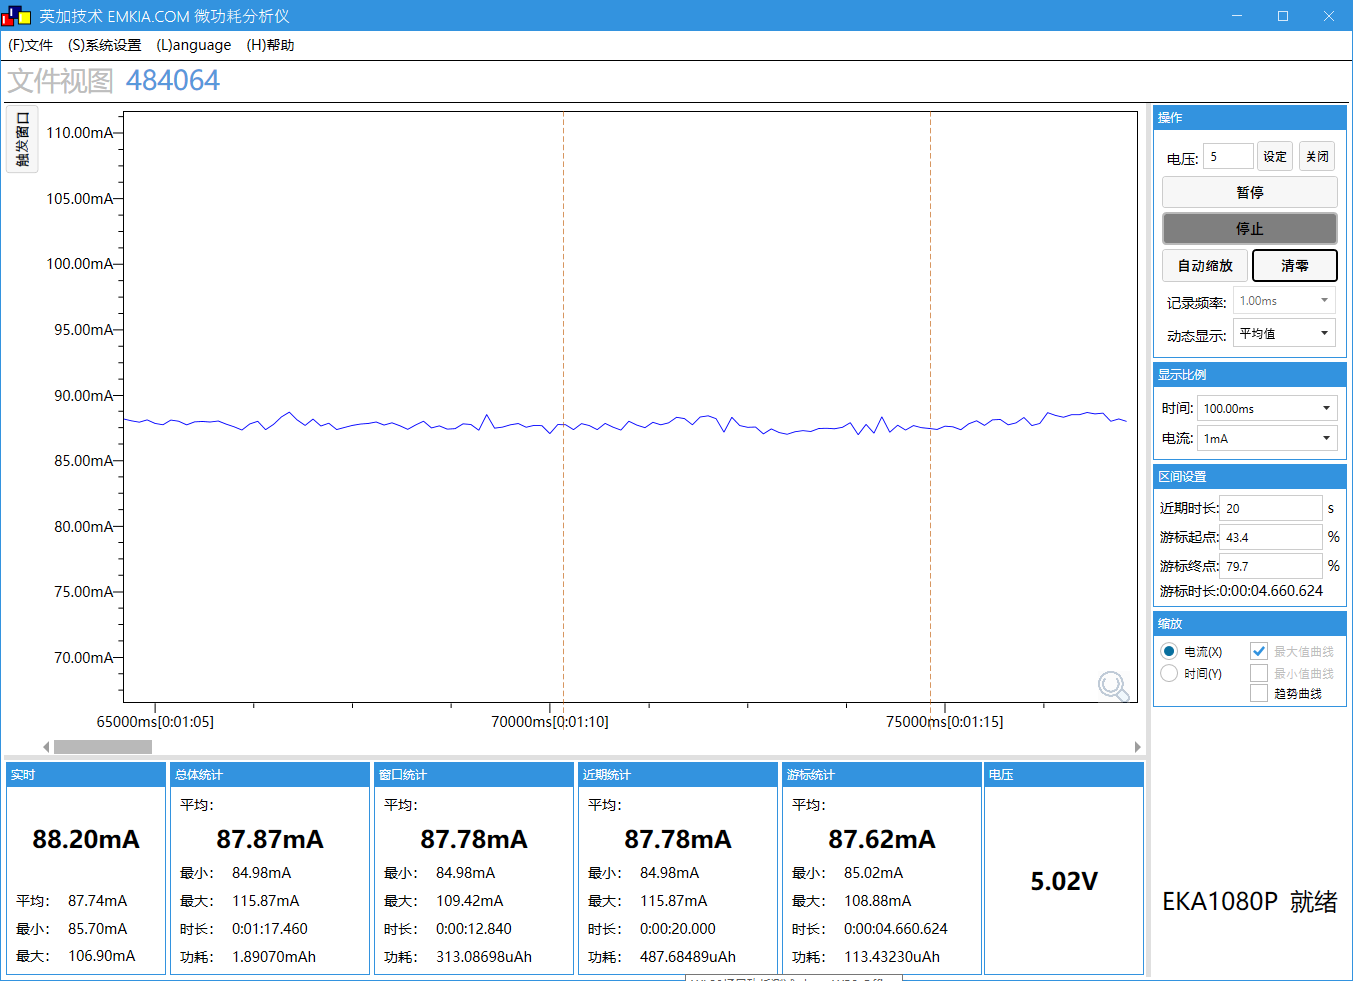 英加技术 EMKIA.COM 微功耗分析仪
(F)文件 (S)系统设置 (L)anguage (H)帮助
文件视图 484064
触发窗口
110.00mA
105.00mA
100.00mA
95.00mA
90.00mA
85.00mA
80.00mA
75.00mA
70.00mA
65000ms[0:01:05] 70000ms[0:01:10] 75000ms[0:01:15]
操作
电压: 5 设定 关闭
暂停
停止
自动缩放 清零
记录频率: 1.00ms
动态显示: 平均值
显示比例
时间: 100.00ms
电流: 1mA
区间设置
近期时长: 20 s
游标起点: 43.4 %
游标终点: 79.7 %
游标时长:0:00:04.660.624
缩放
电流(X) 最大值曲线
时间(Y) 最小值曲线
趋势曲线
实时
88.20mA
平均: 87.74mA
最小: 85.70mA
最大: 106.90mA
总体统计
平均:
87.87mA
最小: 84.98mA
最大: 115.87mA
时长: 0:01:17.460
功耗: 1.89070mAh
窗口统计
平均:
87.78mA
最小: 84.98mA
最大: 109.42mA
时长: 0:00:12.840
功耗: 313.08698uAh
近期统计
平均:
87.78mA
最小: 84.98mA
最大: 115.87mA
时长: 0:00:20.000
功耗: 487.68489uAh
游标统计
平均:
87.62mA
最小: 85.02mA
最大: 108.88mA
时长: 0:00:04.660.624
功耗: 113.43230uAh
电压
5.02V
EKA1080P 就绪